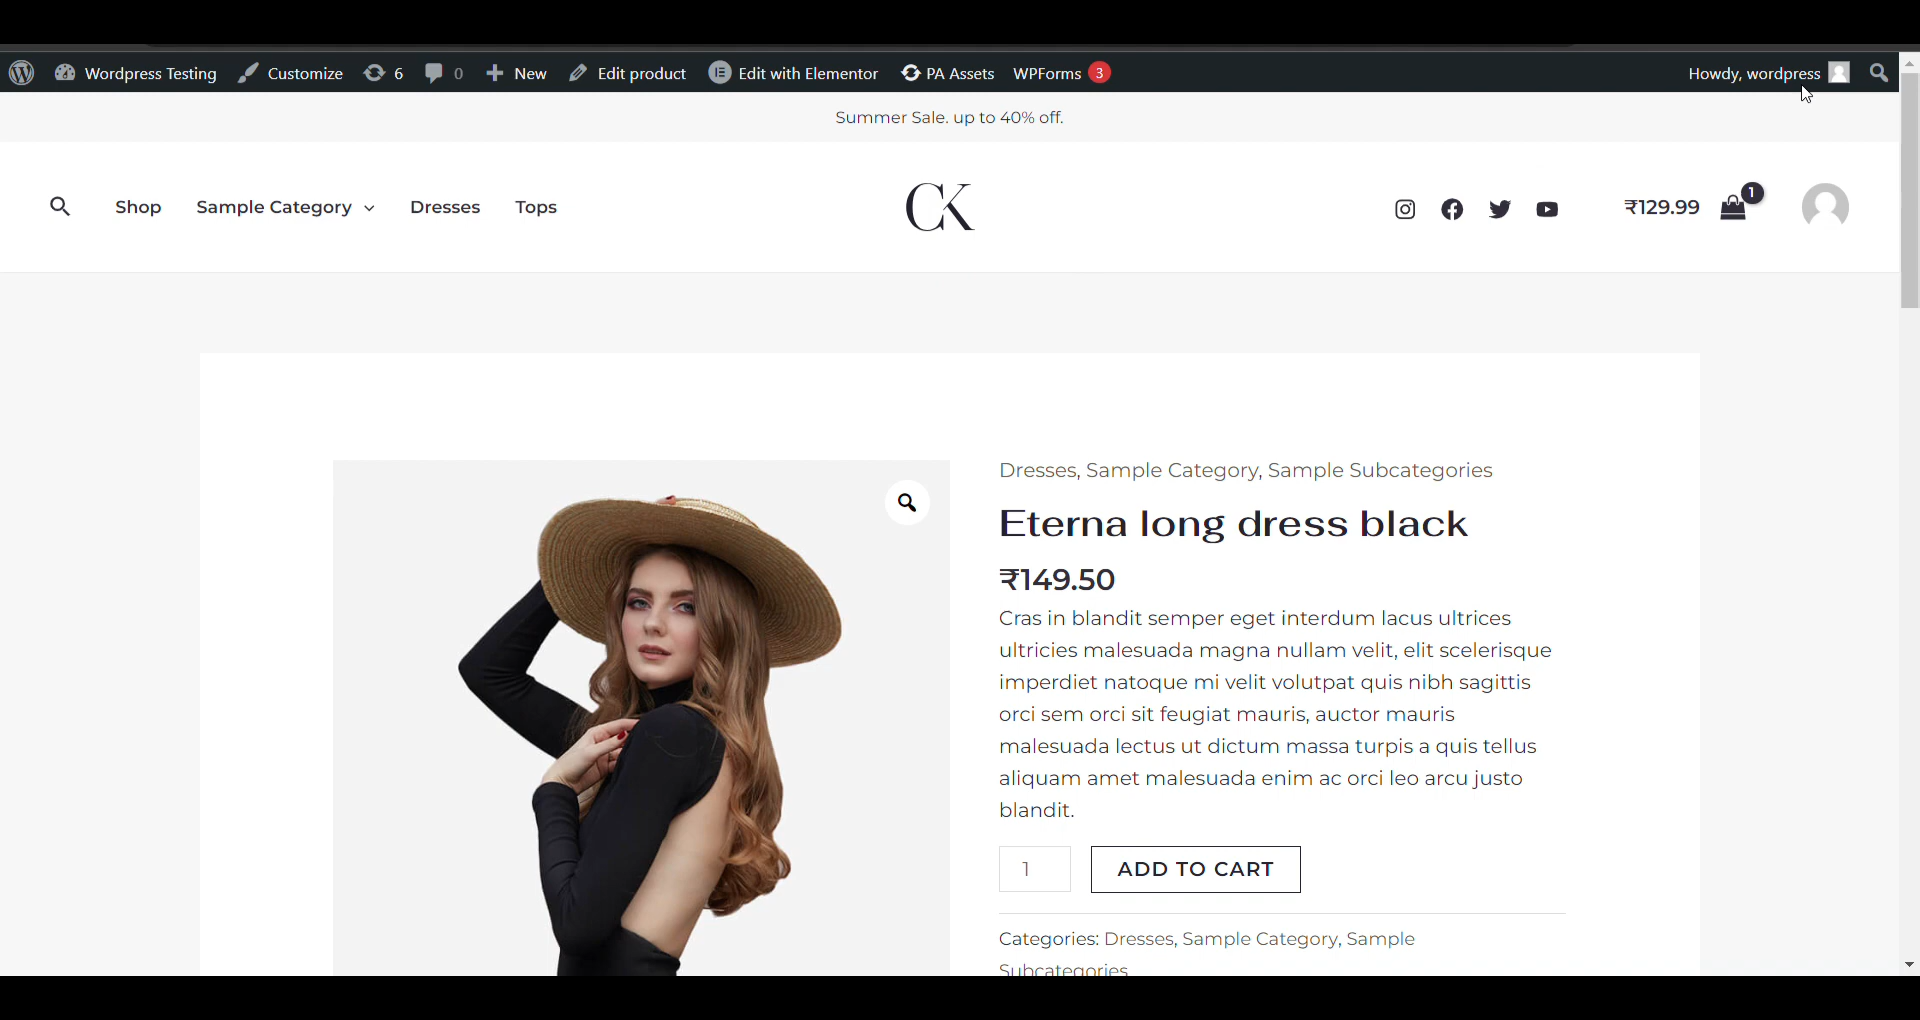 Wordpress Testing Customize 6 0 New Edit product Edit with Elementor PA Assets WPForms 3 Howdy, wordpress
Summer Sale. up to 40% off.
Shop Sample Category Dresses Tops CK ₹129.99 1
Dresses, Sample Category, Sample Subcategories
Eterna long dress black
₹149.50
Cras in blandit semper eget interdum lacus ultrices
ultricies malesuada magna nullam velit, elit scelerisque
imperdiet natoque mi velit volutpat quis nibh sagittis
orci sem orci sit feugiat mauris, auctor mauris
malesuada lectus ut dictum massa turpis a quis tellus
aliquam amet malesuada enim ac orci leo arcu justo
blandit.
1 ADD TO CART
Categories: Dresses, Sample Category, Sample
Subcategories